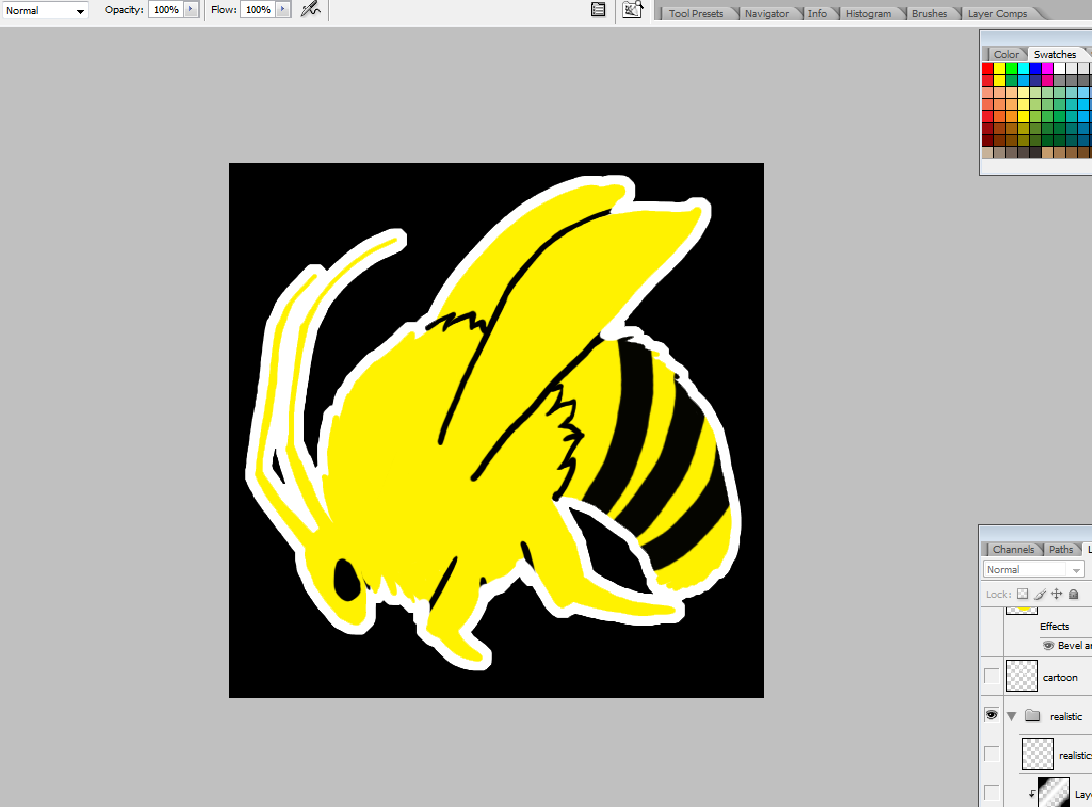 Normal Opacity: 100% Flow: 100% Tool Presets Navigator Info Histogram Brushes Layer Comps
Color Swatches
Channels Paths
Normal
Lock:
Effects
Bevel
cartoon
realistic
realistic